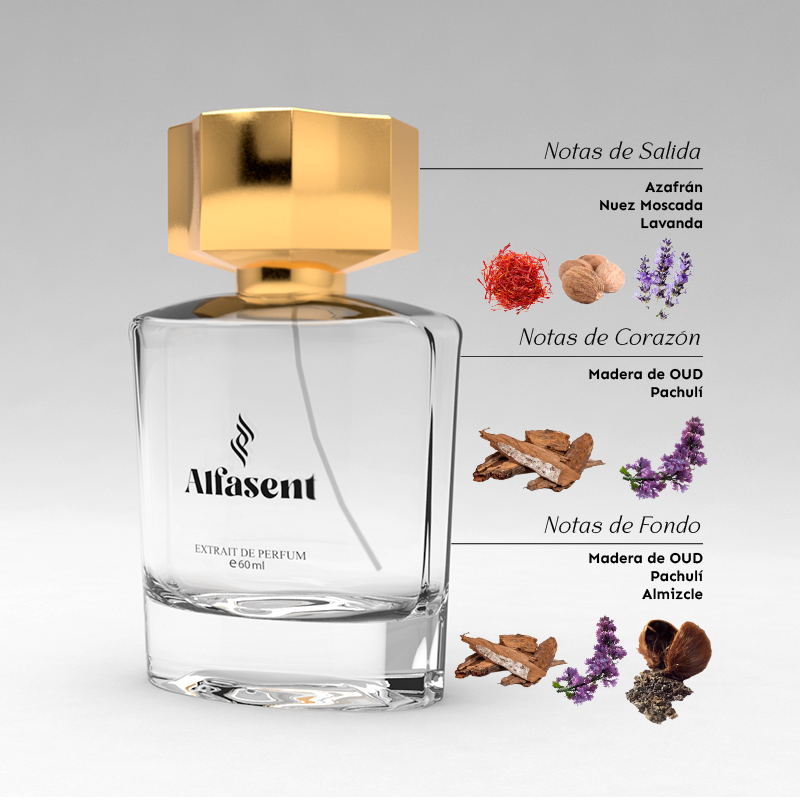 Notas de Salida
Azafrán
Nuez Moscada
Lavanda
Notas de Corazón
Madera de OUD
Pachulí
Alfasent
EXTRAIT DE PERFUM
e60ml
Notas de Fondo
Madera de OUD
Pachulí
Almizcle